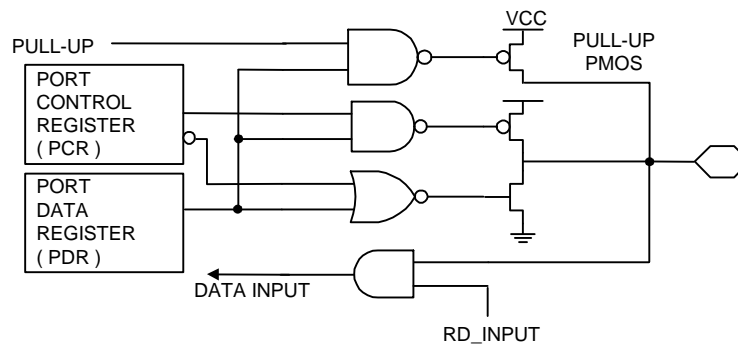 VCC
PULL-UP
PULL-UP
PMOS
PORT
CONTROL
REGISTER
( PCR )
PORT
DATA
REGISTER
( PDR )
DATA INPUT
RD_INPUT